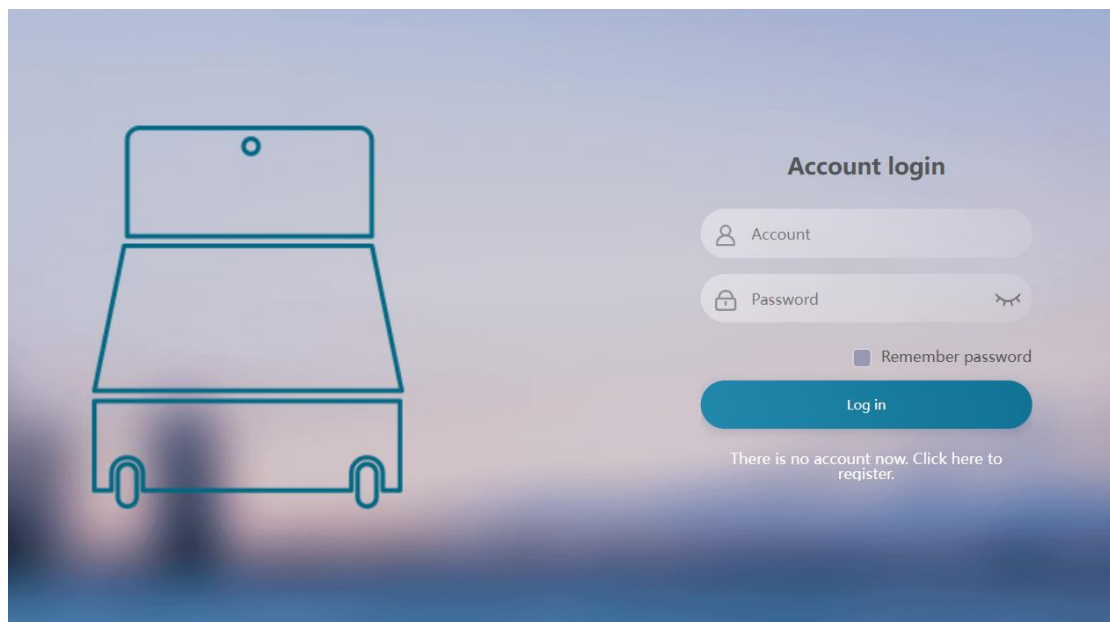 Account login
Account
Password
Remember password
Log in
There is no account now. Click here to
register.